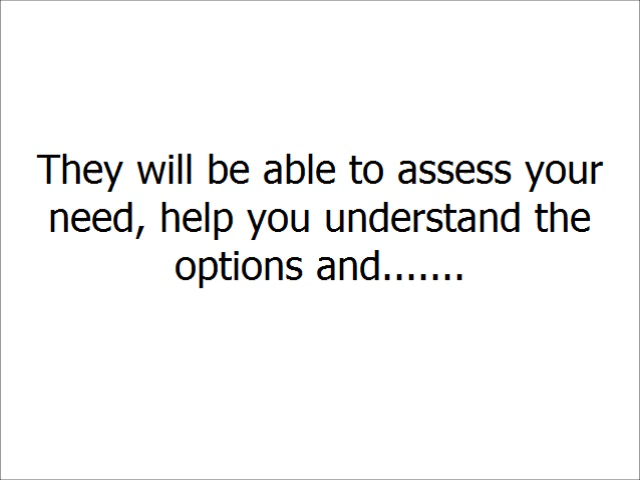 They will be able to assess your
need, help you understand the
options and.......